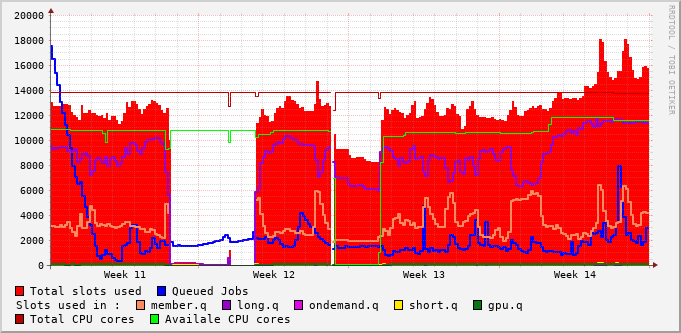 20000
18000
16000
14000
12000
10000
8000
6000
4000
2000
0
Week 11 Week 12 Week 13 Week 14
RRDTOOL / TOBI OETIKER
Total slots used Queued Jobs
Slots used in : member.q long.q ondemand.q short.q gpu.q
Total CPU cores Availale CPU cores